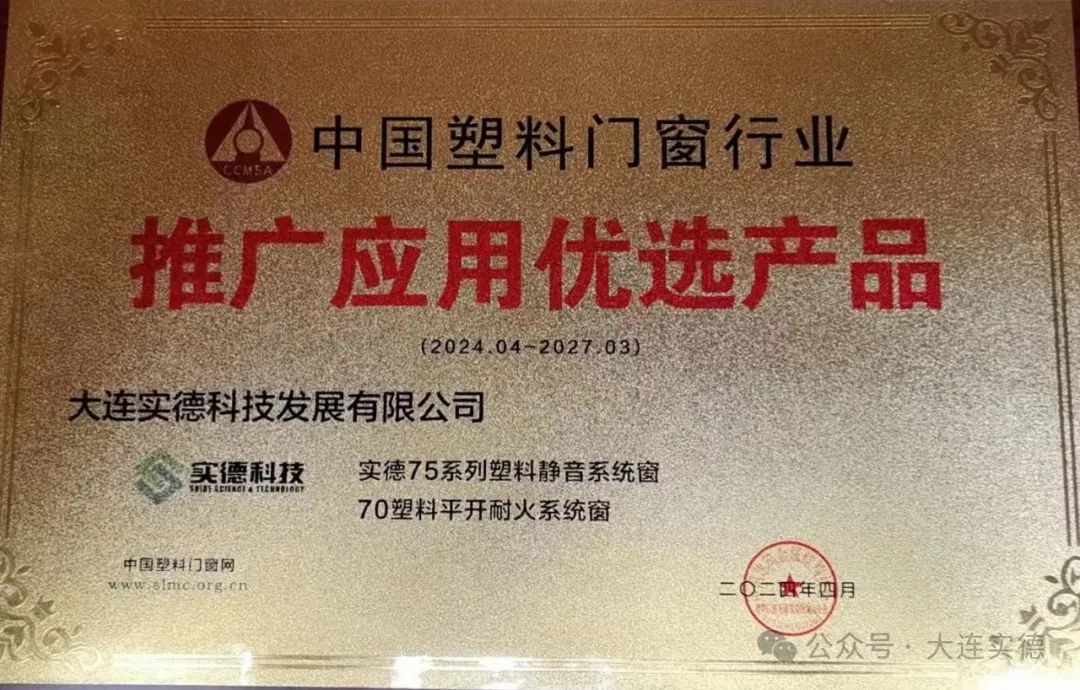 CCMSA
中国塑料门窗行业
推广应用优选产品
(2024.04-2027.03)
大连实德科技发展有限公司
实德科技
SHIDE SCIENCE & TECHNOLOGY
实德75系列塑料静音系统窗
70塑料平开耐火系统窗
中国塑料门窗网
www.slmc.org.cn
二〇二四年四月
公众号 · 大连实德